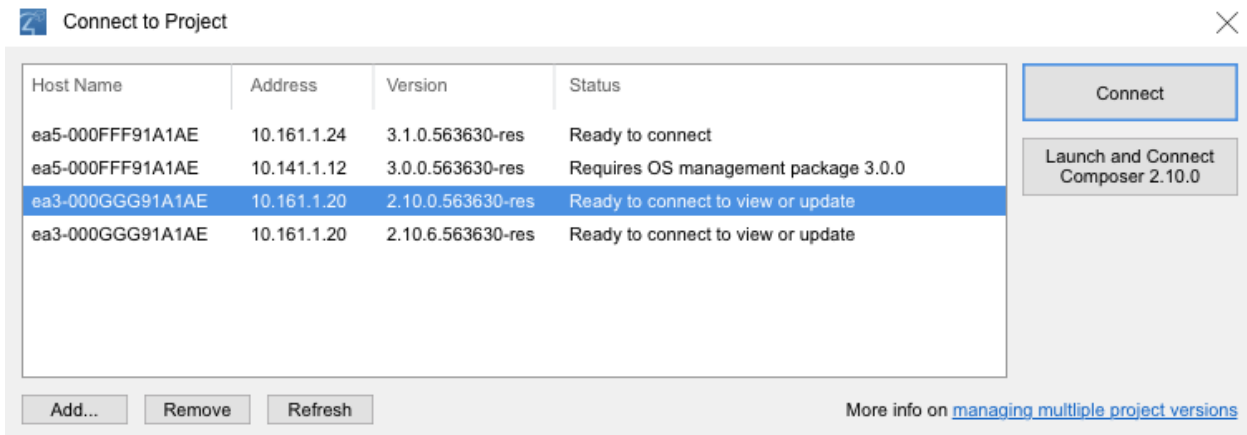 Connect to Project
Host Name Address Version Status
ea5-000FFF91A1AE 10.161.1.24 3.1.0.563630-res Ready to connect
ea5-000FFF91A1AE 10.141.1.12 3.0.0.563630-res Requires OS management package 3.0.0
ea3-000GGG91A1AE 10.161.1.20 2.10.0.563630-res Ready to connect to view or update
ea3-000GGG91A1AE 10.161.1.20 2.10.6.563630-res Ready to connect to view or update
Connect
Launch and Connect
Composer 2.10.0
Add... Remove Refresh More info on managing multliple project versions